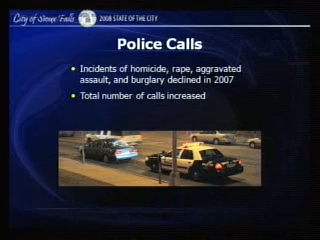 City of Sioux Falls 2008 STATE OF THE CITY
Police Calls
• Incidents of homicide, rape, aggravated
assault, and burglary declined in 2007
• Total number of calls increased